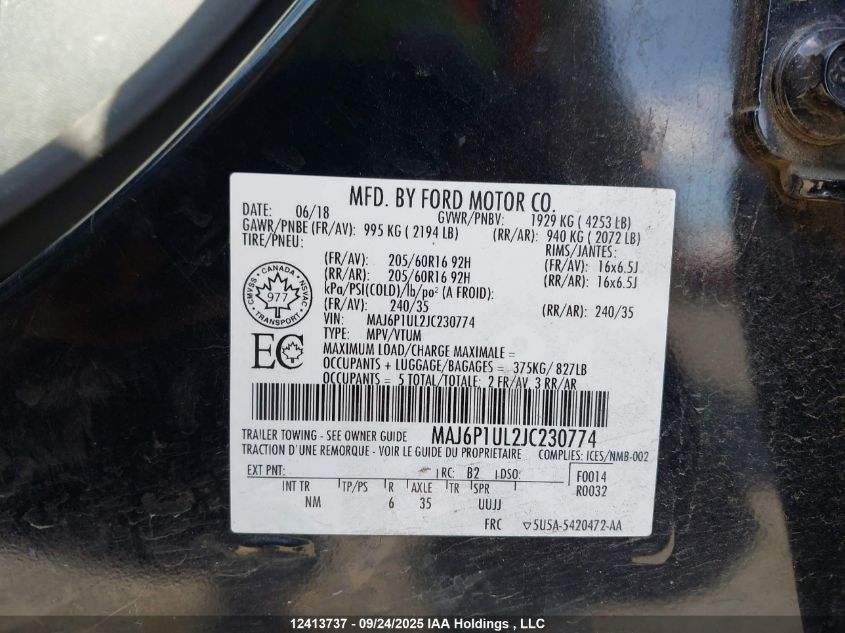 MFD. BY FORD MOTOR CO.
DATE: 06/18 GVWR/PNBV: 1929 KG ( 4253 LB)
GAWR/PNBE (FR/AV): 995 KG ( 2194 LB) (RR/AR): 940 KG ( 2072 LB)
TIRE/PNEU: RIMS/JANTES:
(FR/AV): 205/60R16 92H (FR/AV): 16x6.5J
(RR/AR): 205/60R16 92H (RR/AR): 16x6.5J
kPa/PSI(COLD)/lb/po² (A FROID):
(FR/AV): 240/35 (RR/AR): 240/35
CMVSS - CANADA - NSVAC
977
TRANSPORT
VIN: MAJ6P1UL2JC230774
TYPE: MPV/VTUM
EC
MAXIMUM LOAD/CHARGE MAXIMALE =
OCCUPANTS + LUGGAGE/BAGAGES = 375KG/ 827LB
OCCUPANTS = 5 TOTAL/TOTALE: 2 FR/AV, 3 RR/AR
TRAILER TOWING - SEE OWNER GUIDE MAJ6P1UL2JC230774
TRACTION D'UNE REMORQUE - VOIR LE GUIDE DU PROPRIETAIRE COMPLIES: ICES/NMB-002
EXT PNT: RC: B2 DSO: F0014
R0032
INT TR TP/PS R AXLE TR SPR
NM 6 35 UUJJ
FRC ▽5U5A-5420472-AA
12413737 - 09/24/2025 IAA Holdings , LLC